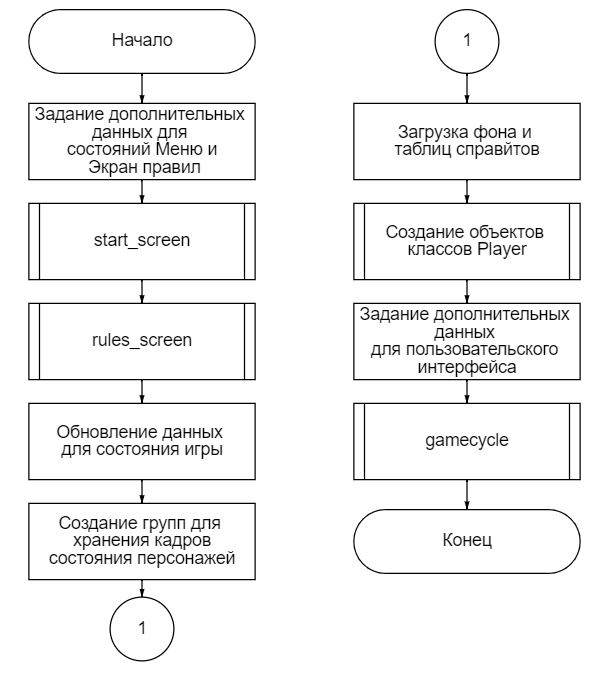 Начало
Задание дополнительных
данных для
состояний Меню и
Экран правил
start_screen
rules_screen
Обновление данных
для состояния игры
Создание групп для
хранения кадров
состояния персонажей
1
1
Загрузка фона и
таблиц справйтов
Создание объектов
классов Player
Задание дополнительных
данных
для пользовательского
интерфейса
gamecycle
Конец